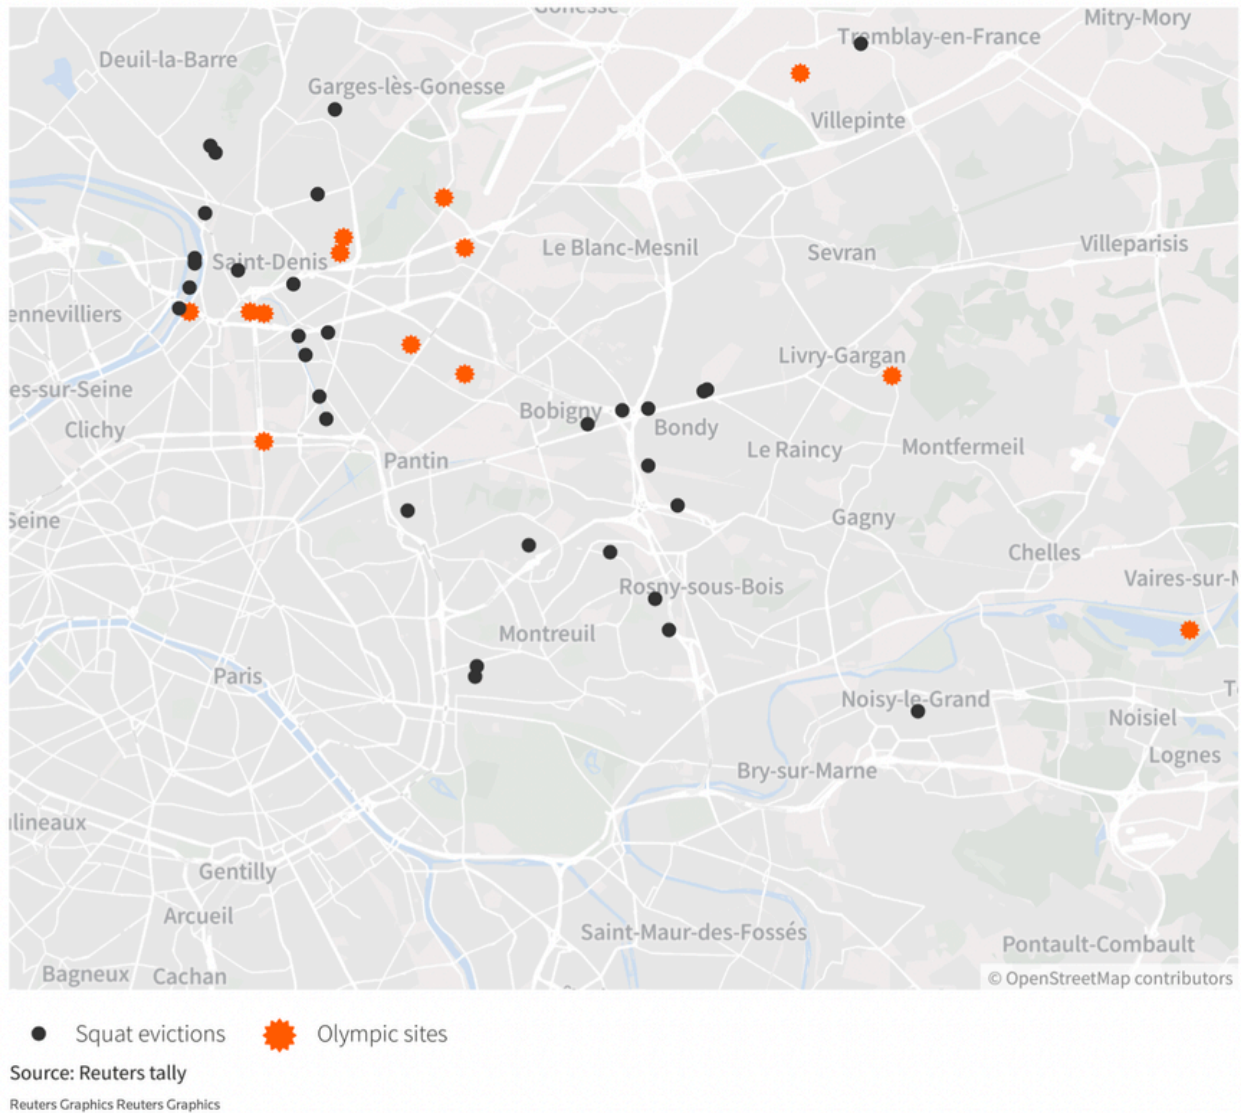 Gonesse
Mitry-Mory
Tremblay-en-France
Deuil-la-Barre
Garges-lès-Gonesse
Villepinte
Villeparisis
Le Blanc-Mesnil
Sevran
Saint-Denis
ennevilliers
Livry-Gargan
es-sur-Seine
Bobigny
Clichy
Bondy
Le Raincy
Montfermeil
Pantin
Seine
Gagny
Chelles
Vaires-sur-M
Rosny-sous-Bois
Montreuil
Paris
Noisy-le-Grand
Noisiel
Lognes
Bry-sur-Marne
lineaux
Gentilly
Arcueil
Saint-Maur-des-Fossés
Pontault-Combault
Bagneux
Cachan
© OpenStreetMap contributors
Squat evictions
Olympic sites
Source: Reuters tally
Reuters Graphics Reuters Graphics